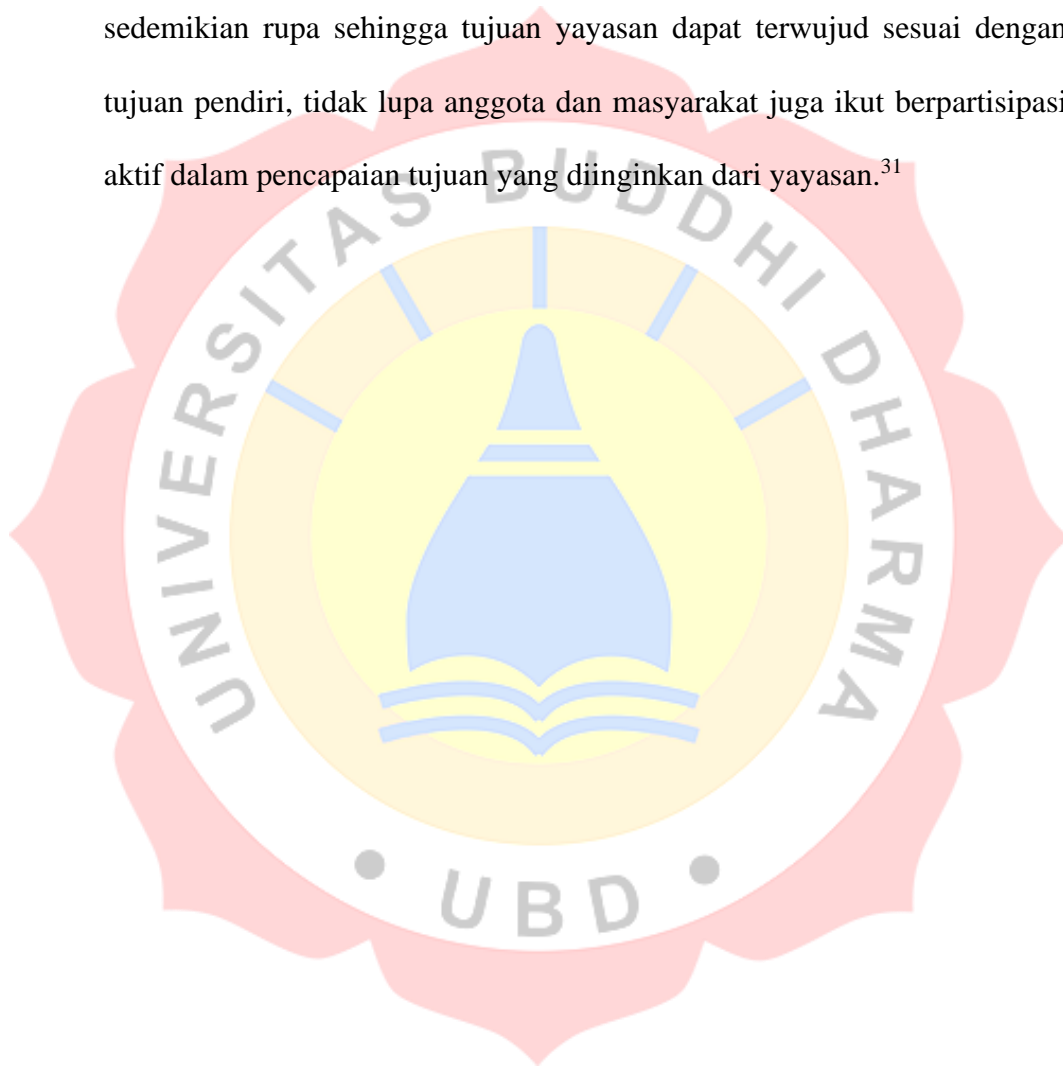 sedemikian rupa sehingga tujuan yayasan dapat terwujud sesuai dengan
tujuan pendiri, tidak lupa anggota dan masyarakat juga ikut berpartisipasi
aktif dalam pencapaian tujuan yang diinginkan dari yayasan.³¹
UNIVERSITAS BUDDHI DHARMA
• UBD •